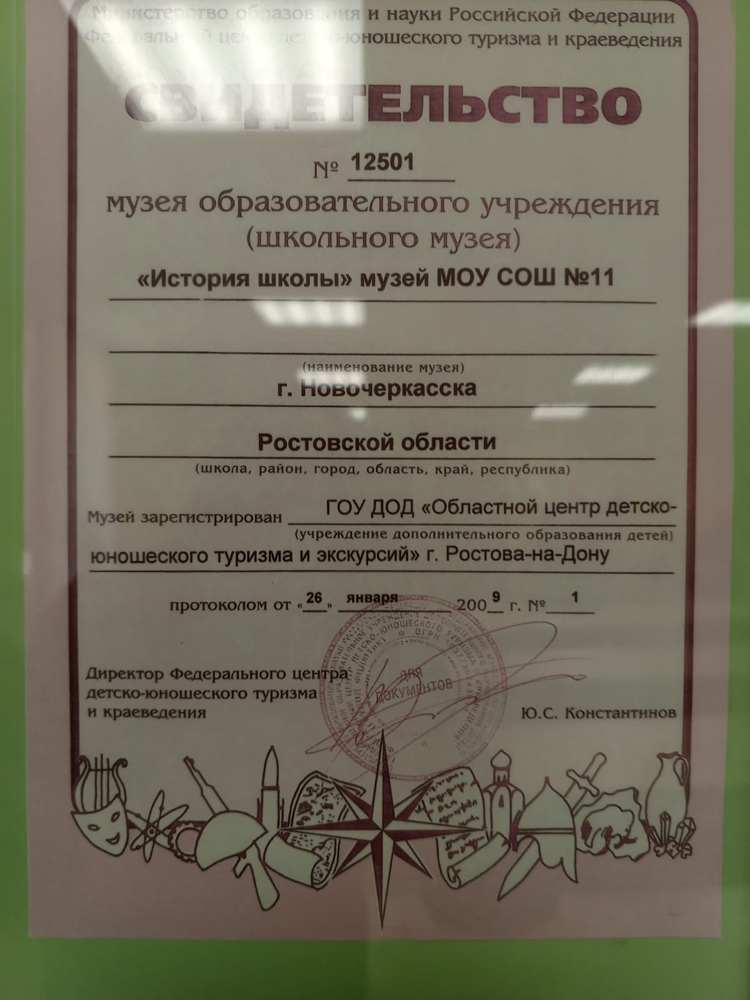 Министерство образования и науки Российской Федерации
Федеральный центр детско-юношеского туризма и краеведения
СВИДЕТЕЛЬСТВО
№ 12501
музея образовательного учреждения
(школьного музея)
«История школы» музей МОУ СОШ №11
(наименование музея)
г. Новочеркасска
Ростовской области
(школа, район, город, область, край, республика)
Музей зарегистрирован ГОУ ДОД «Областной центр детско-
(учреждение дополнительного образования детей)
юношеского туризма и экскурсий» г. Ростова-на-Дону
протоколом от «26» января 2009 г. № 1
Директор Федерального центра
детско-юношеского туризма
и краеведения
Ю.С. Константинов
ДЛЯ
ДОКУМЕНТОВ